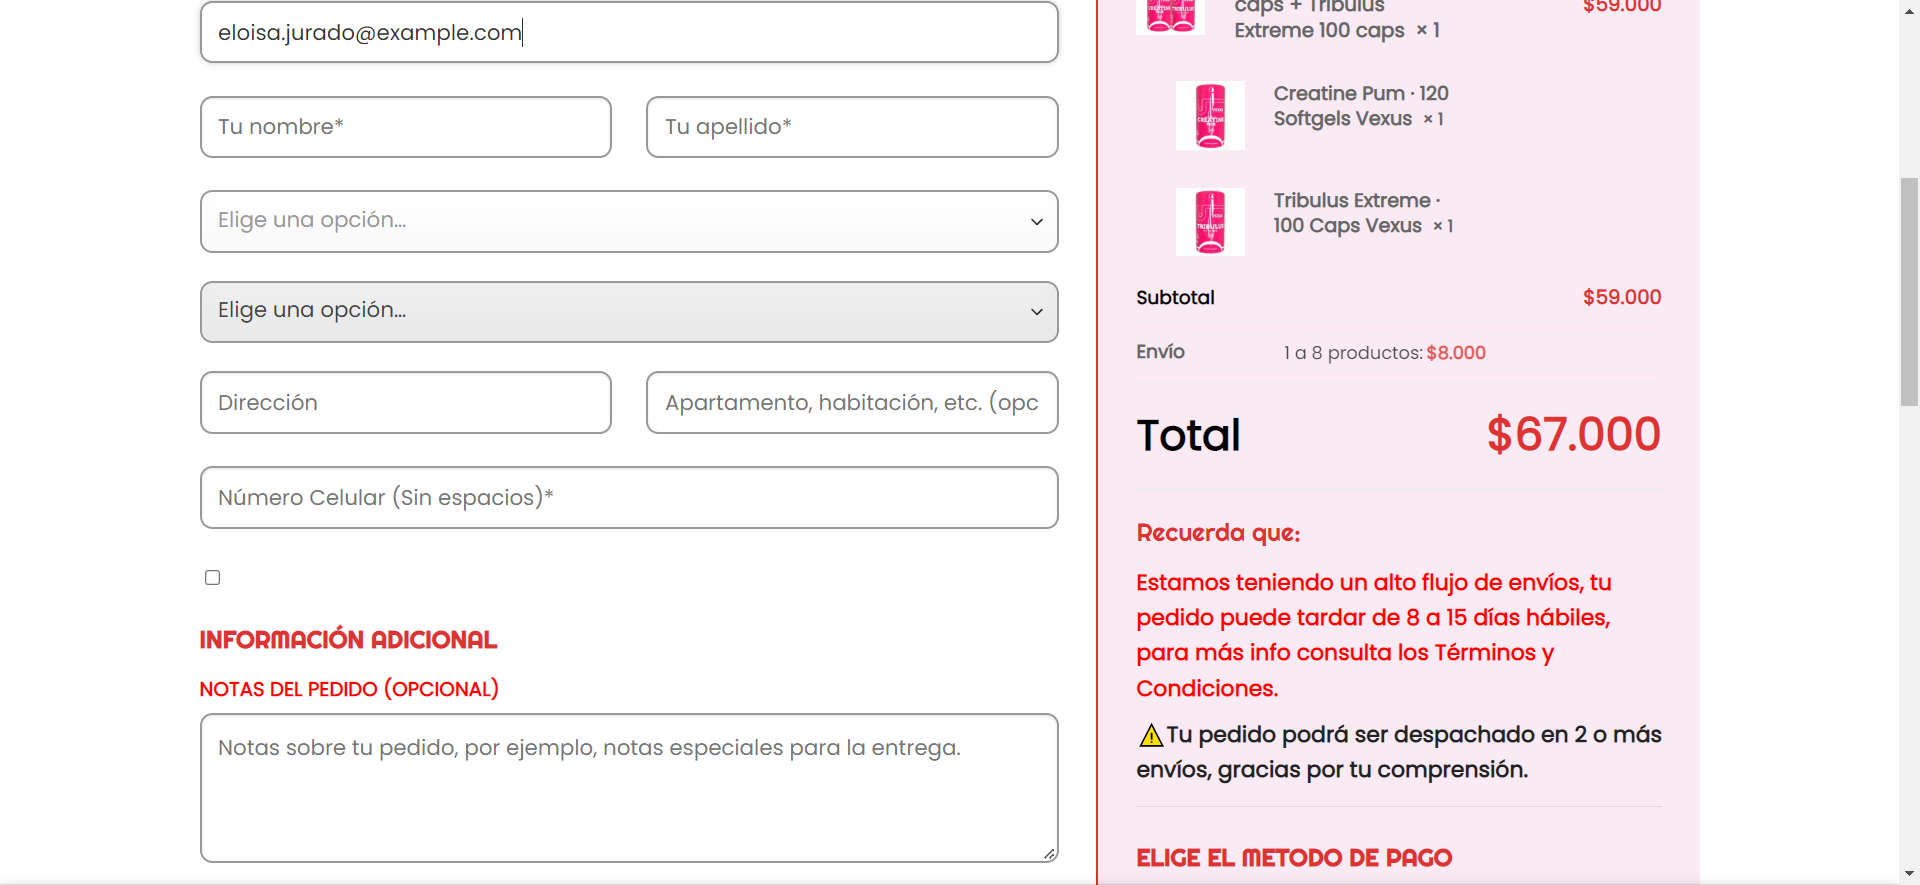 eloisa.jurado@example.com
Tu nombre*
Tu apellido*
Elige una opción...
Elige una opción...
Dirección
Apartamento, habitación, etc. (opc
Número Celular (Sin espacios)*
INFORMACIÓN ADICIONAL
NOTAS DEL PEDIDO (OPCIONAL)
Notas sobre tu pedido, por ejemplo, notas especiales para la entrega.
caps + Tribulus
Extreme 100 caps × 1
$59.000
Creatine Pum · 120
Softgels Vexus × 1
Tribulus Extreme ·
100 Caps Vexus × 1
Subtotal
$59.000
Envío
1 a 8 productos: $8.000
Total
$67.000
Recuerda que:
Estamos teniendo un alto flujo de envíos, tu
pedido puede tardar de 8 a 15 días hábiles,
para más info consulta los Términos y
Condiciones.
⚠Tu pedido podrá ser despachado en 2 o más
envíos, gracias por tu comprensión.
ELIGE EL METODO DE PAGO